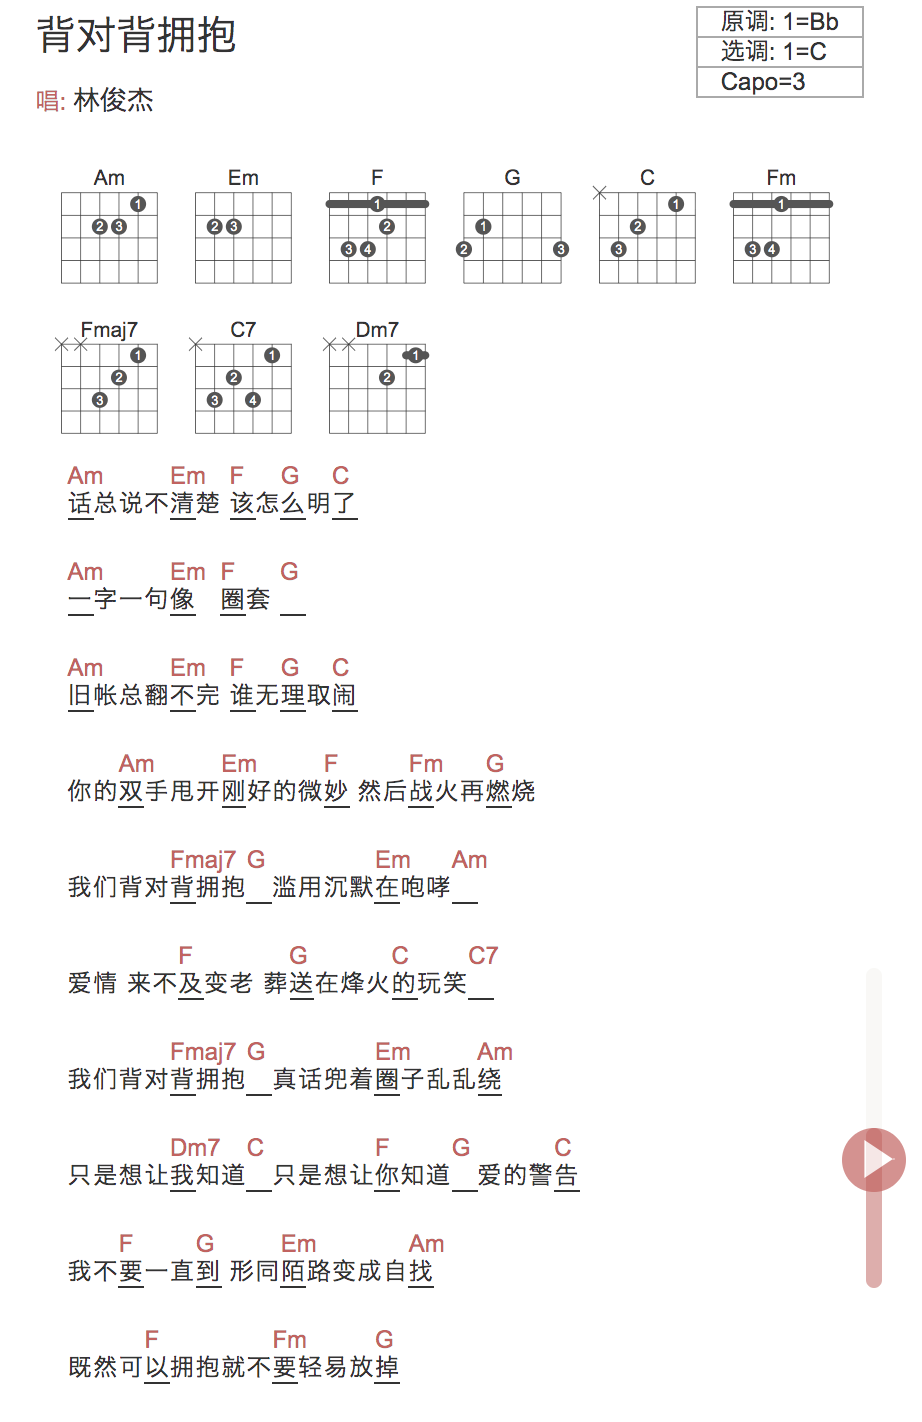 背对背拥抱
原调: 1=Bb
选调: 1=C
Capo=3
唱: 林俊杰
Am Em F G C Fm
1 1 1
2 3 2 3 2 1 2
3 4 2 3 3 3 4
Fmaj7 C7 Dm7
1 1 1
2 2 2
3 3 4
Am Em F G C
话总说不清楚 该怎么明了
Am Em F G
一字一句像 圈套
Am Em F G C
旧帐总翻不完 谁无理取闹
Am Em F Fm G
你的双手甩开刚好的微妙 然后战火再燃烧
Fmaj7 G Em Am
我们背对背拥抱 滥用沉默在咆哮
F G C C7
爱情 来不及变老 葬送在烽火的玩笑
Fmaj7 G Em Am
我们背对背拥抱 真话兜着圈子乱乱绕
Dm7 C F G C
只是想让我知道 只是想让你知道 爱的警告
F G Em Am
我不要一直到 形同陌路变成自找
F Fm G
既然可以拥抱就不要轻易放掉